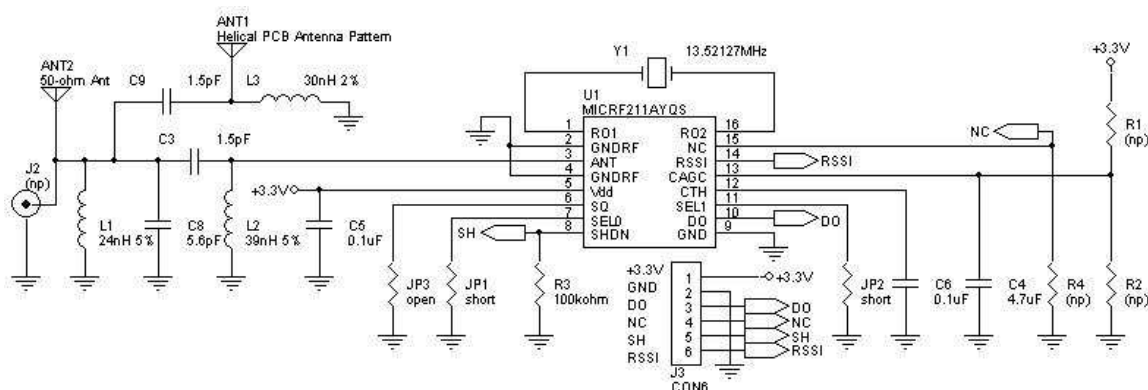 ANT1
Helical PCB Antenna Pattern
ANT2
50-ohm Ant
C9
1.5pF
L3
30nH 2%
Y1
13.52127MHz
+3.3V
U1
MICRF211AYQS
R1
(np)
NC
C3
1.5pF
1
RO1
RO2
16
2
GNDRF
NC
15
3
ANT
RSSI
14
RSSI
4
GNDRF
CAGC
13
5
Vdd
CTH
12
6
SQ
SEL1
11
7
SEL0
DO
10
DO
8
SHDN
GND
9
J2
(np)
+3.3V
SH
L1
24nH 5%
C8
5.6pF
L2
39nH 5%
C5
0.1uF
JP3
open
JP1
short
R3
100kohm
JP2
short
C6
0.1uF
C4
4.7uF
R4
(np)
R2
(np)
+3.3V
1
+3.3V
GND
2
DO
3
DO
NC
4
NC
SH
5
SH
RSSI
6
RSSI
J3
CON6